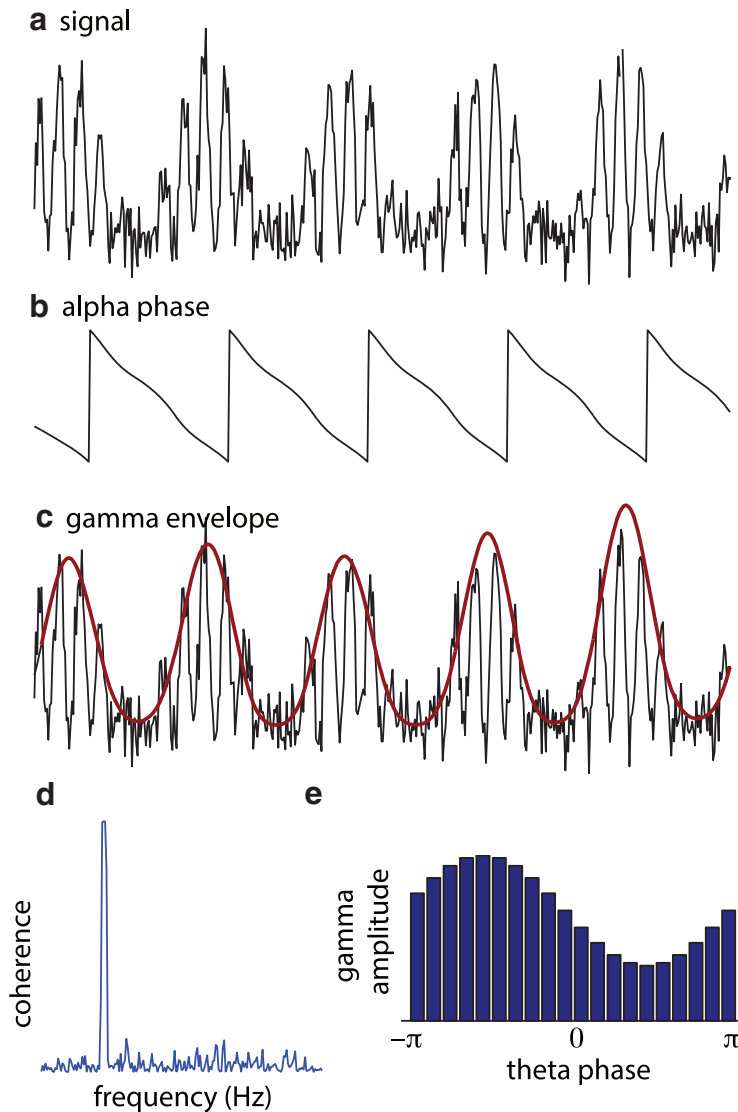 a signal
b alpha phase
c gamma envelope
d
e
coherence
frequency (Hz)
gamma
amplitude
−π 0 π
theta phase